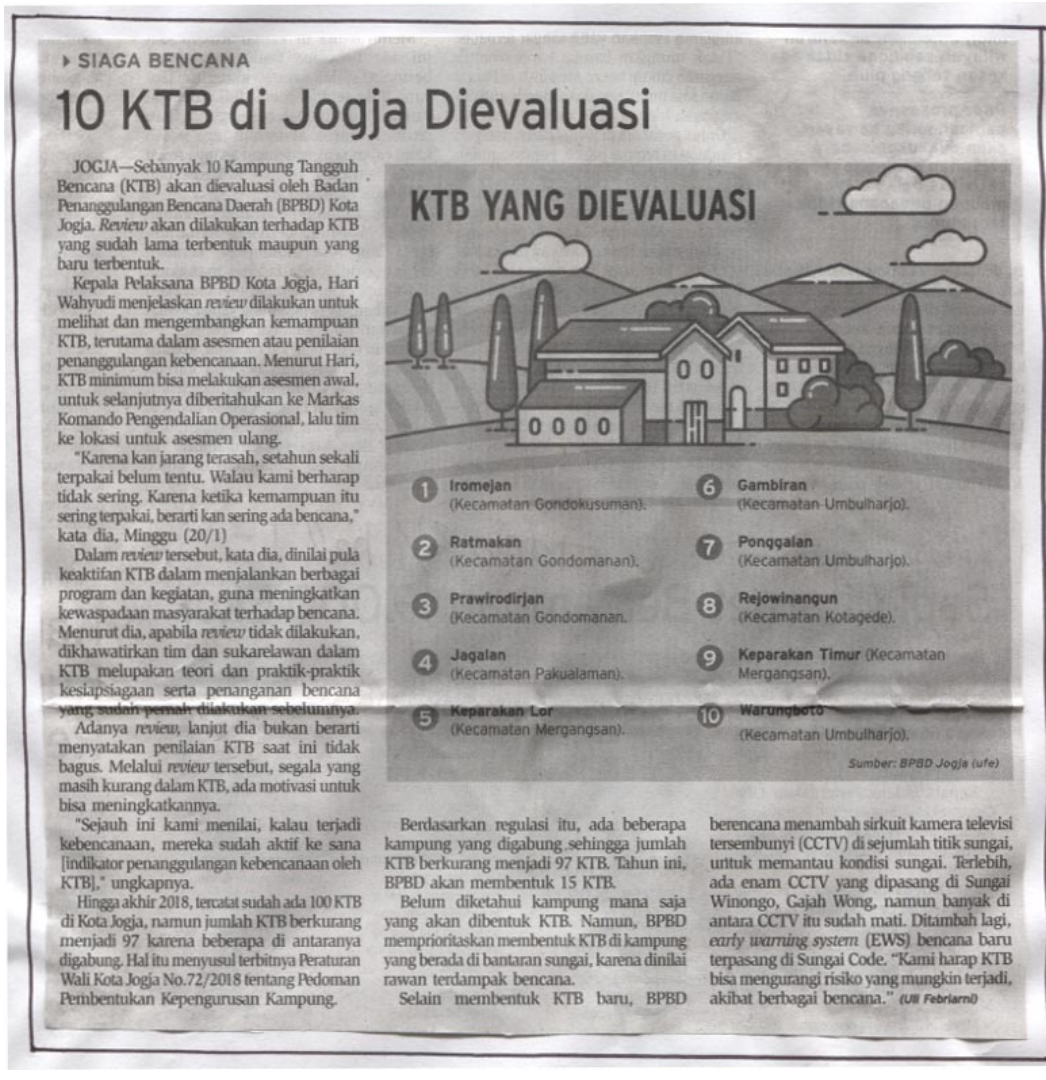 SIAGA BENCANA
10 KTB di Jogja Dievaluasi
JOGJA—Sebanyak 10 Kampung Tangguh
Bencana (KTB) akan dievaluasi oleh Badan
Penanggulangan Bencana Daerah (BPBD) Kota
Jogja. Review akan dilakukan terhadap KTB
yang sudah lama terbentuk maupun yang
baru terbentuk.
Kepala Pelaksana BPBD Kota Jogja, Hari
Wahyudi menjelaskan review dilakukan untuk
melihat dan mengembangkan kemampuan
KTB, terutama dalam asesmen atau penilaian
penanggulangan kebencanaan. Menurut Hari,
KTB minimum bisa melakukan asesmen awal,
untuk selanjutnya diberitahukan ke Markas
Komando Pengendalian Operasional, lalu tim
ke lokasi untuk asesmen ulang.
"Karena kan jarang terasah, setahun sekali
terpakai belum tentu. Walau kami berharap
tidak sering. Karena ketika kemampuan itu
sering terpakai, berarti kan sering ada bencana,"
kata dia, Minggu (20/1)
Dalam review tersebut, kata dia, dinilai pula
keaktifan KTB dalam menjalankan berbagai
program dan kegiatan, guna meningkatkan
kewaspadaan masyarakat terhadap bencana.
Menurut dia, apabila review tidak dilakukan,
dikhawatirkan tim dan sukarelawan dalam
KTB melupakan teori dan praktik-praktik
kesiapsiagaan serta penanganan bencana
yang sudah pernah dilakukan sebelumnya.
Adanya review, lanjut dia bukan berarti
menyatakan penilaian KTB saat ini tidak
bagus. Melalui review tersebut, segala yang
masih kurang dalam KTB, ada motivasi untuk
bisa meningkatkannya.
"Sejauh ini kami menilai, kalau terjadi
kebencanaan, mereka sudah aktif ke sana
[indikator penanggulangan kebencanaan oleh
KTB]," ungkapnya.
Hingga akhir 2018, tercatat sudah ada 100 KTB
di Kota Jogja, namun jumlah KTB berkurang
menjadi 97 karena beberapa di antaranya
digabung. Hal itu menyusul terbitnya Peraturan
Wali Kota Jogja No.72/2018 tentang Pedoman
Pembentukan Kepengurusan Kampung.
KTB YANG DIEVALUASI
1 Iromejan
(Kecamatan Gondokusuman).
2 Ratmakan
(Kecamatan Gondomanan).
3 Prawirodirjan
(Kecamatan Gondomanan.
4 Jagalan
(Kecamatan Pakualaman).
5 Keparakan Lor
(Kecamatan Mergangsan).
6 Gambiran
(Kecamatan Umbulharjo).
7 Ponggalan
(Kecamatan Umbulharjo).
8 Rejowinangun
(Kecamatan Kotagede).
9 Keparakan Timur (Kecamatan
Mergangsan).
10 Warungboto
(Kecamatan Umbulharjo).
Sumber: BPBD Jogja (ufe)
Berdasarkan regulasi itu, ada beberapa
kampung yang digabung sehingga jumlah
KTB berkurang menjadi 97 KTB. Tahun ini,
BPBD akan membentuk 15 KTB.
Belum diketahui kampung mana saja
yang akan dibentuk KTB. Namun, BPBD
memprioritaskan membentuk KTB di kampung
yang berada di bantaran sungai, karena dinilai
rawan terdampak bencana.
Selain membentuk KTB baru, BPBD
berencana menambah sirkuit kamera televisi
tersembunyi (CCTV) di sejumlah titik sungai,
untuk memantau kondisi sungai. Terlebih,
ada enam CCTV yang dipasang di Sungai
Winongo, Gajah Wong, namun banyak di
antara CCTV itu sudah mati. Ditambah lagi,
early warning system (EWS) bencana baru
terpasang di Sungai Code. "Kami harap KTB
bisa mengurangi risiko yang mungkin terjadi,
akibat berbagai bencana." (Uli Febriarni)